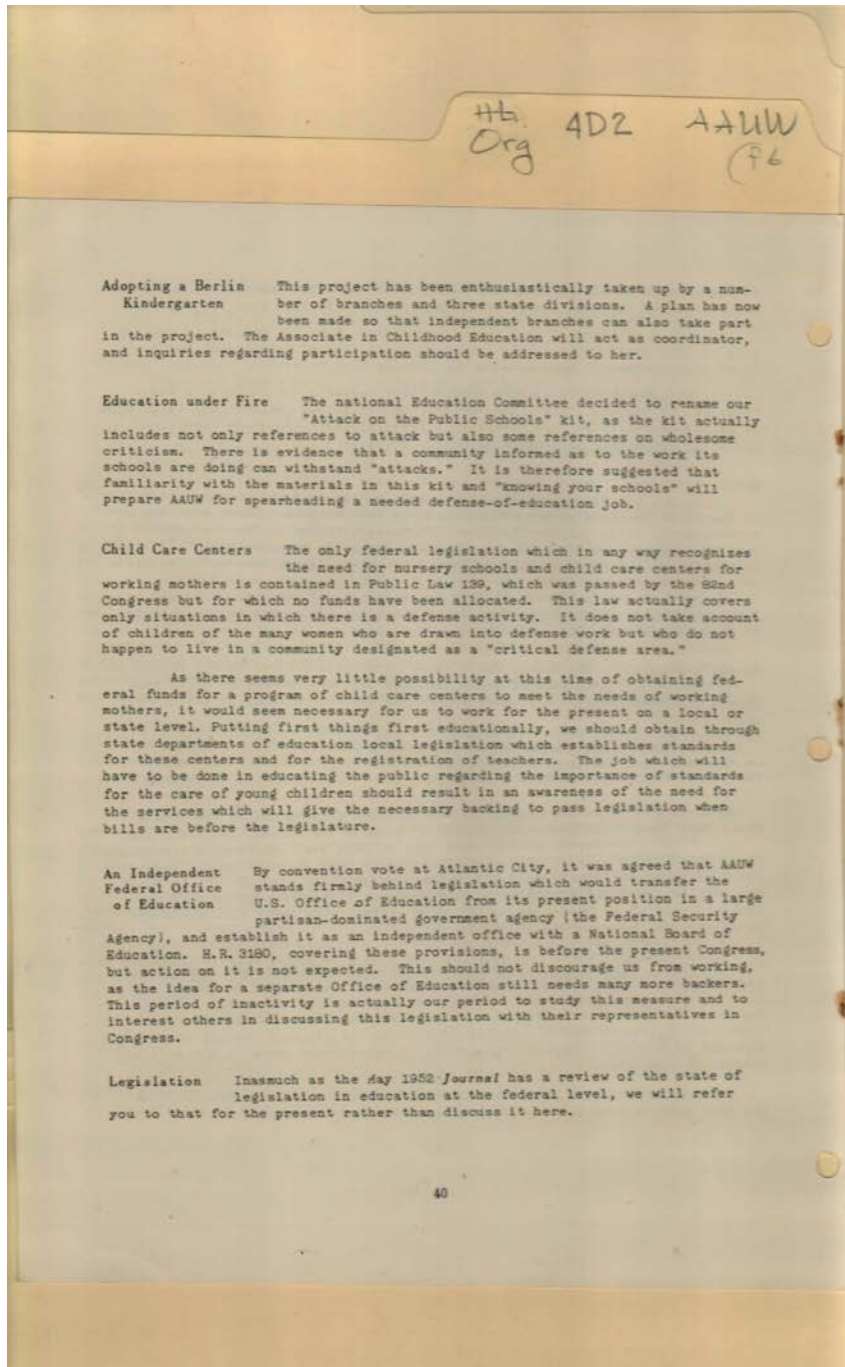 Hb.
Org 4D2 AAUW
(f6
Adopting a Berlin This project has been enthusiastically taken up by a num-
Kindergarten ber of branches and three state divisions. A plan has now
been made so that independent branches can also take part
in the project. The Associate in Childhood Education will act as coordinator,
and inquiries regarding participation should be addressed to her.
Education under Fire The national Education Committee decided to rename our
"Attack on the Public Schools" kit, as the kit actually
includes not only references to attack but also some references on wholesome
criticism. There is evidence that a community informed as to the work its
schools are doing can withstand "attacks." It is therefore suggested that
familiarity with the materials in this kit and "knowing your schools" will
prepare AAUW for spearheading a needed defense-of-education job.
Child Care Centers The only federal legislation which in any way recognizes
the need for nursery schools and child care centers for
working mothers is contained in Public Law 139, which was passed by the 82nd
Congress but for which no funds have been allocated. This law actually covers
only situations in which there is a defense activity. It does not take account
of children of the many women who are drawn into defense work but who do not
happen to live in a community designated as a "critical defense area."
As there seems very little possibility at this time of obtaining fed-
eral funds for a program of child care centers to meet the needs of working
mothers, it would seem necessary for us to work for the present on a local or
state level. Putting first things first educationally, we should obtain through
state departments of education local legislation which establishes standards
for these centers and for the registration of teachers. The job which will
have to be done in educating the public regarding the importance of standards
for the care of young children should result in an awareness of the need for
the services which will give the necessary backing to pass legislation when
bills are before the legislature.
An Independent By convention vote at Atlantic City, it was agreed that AAUW
Federal Office stands firmly behind legislation which would transfer the
of Education U.S. Office of Education from its present position in a large
partisan-dominated government agency (the Federal Security
Agency), and establish it as an independent office with a National Board of
Education. H.R. 3180, covering these provisions, is before the present Congress,
but action on it is not expected. This should not discourage us from working,
as the idea for a separate Office of Education still needs many more backers.
This period of inactivity is actually our period to study this measure and to
interest others in discussing this legislation with their representatives in
Congress.
Legislation Inasmuch as the May 1952 Journal has a review of the state of
legislation in education at the federal level, we will refer
you to that for the present rather than discuss it here.
40